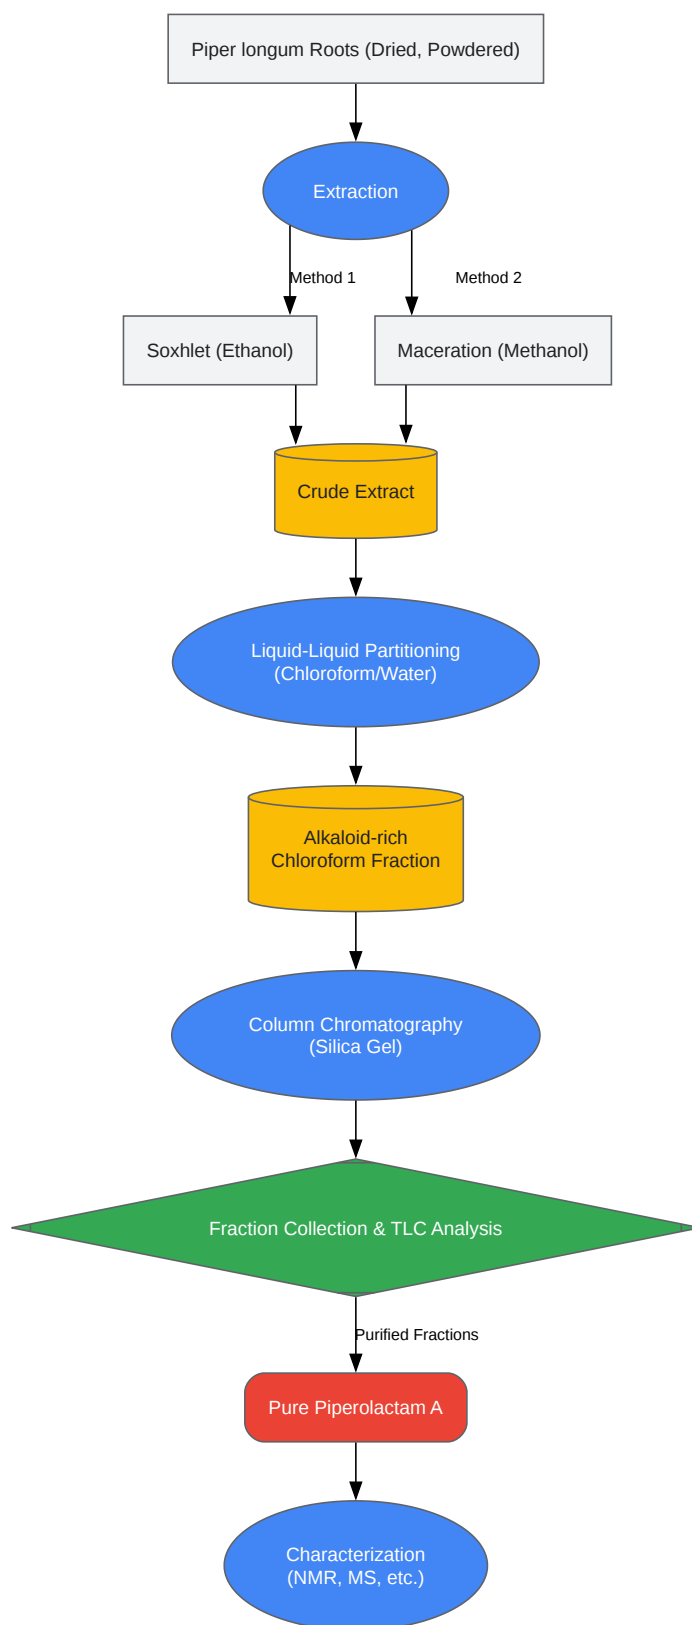 Piper longum Roots (Dried, Powdered)
Extraction
Method 1
Method 2
Soxhlet (Ethanol)
Maceration (Methanol)
Crude Extract
Liquid-Liquid Partitioning
(Chloroform/Water)
Alkaloid-rich
Chloroform Fraction
Column Chromatography
(Silica Gel)
Fraction Collection & TLC Analysis
Purified Fractions
Pure Piperolactam A
Characterization
(NMR, MS, etc.)